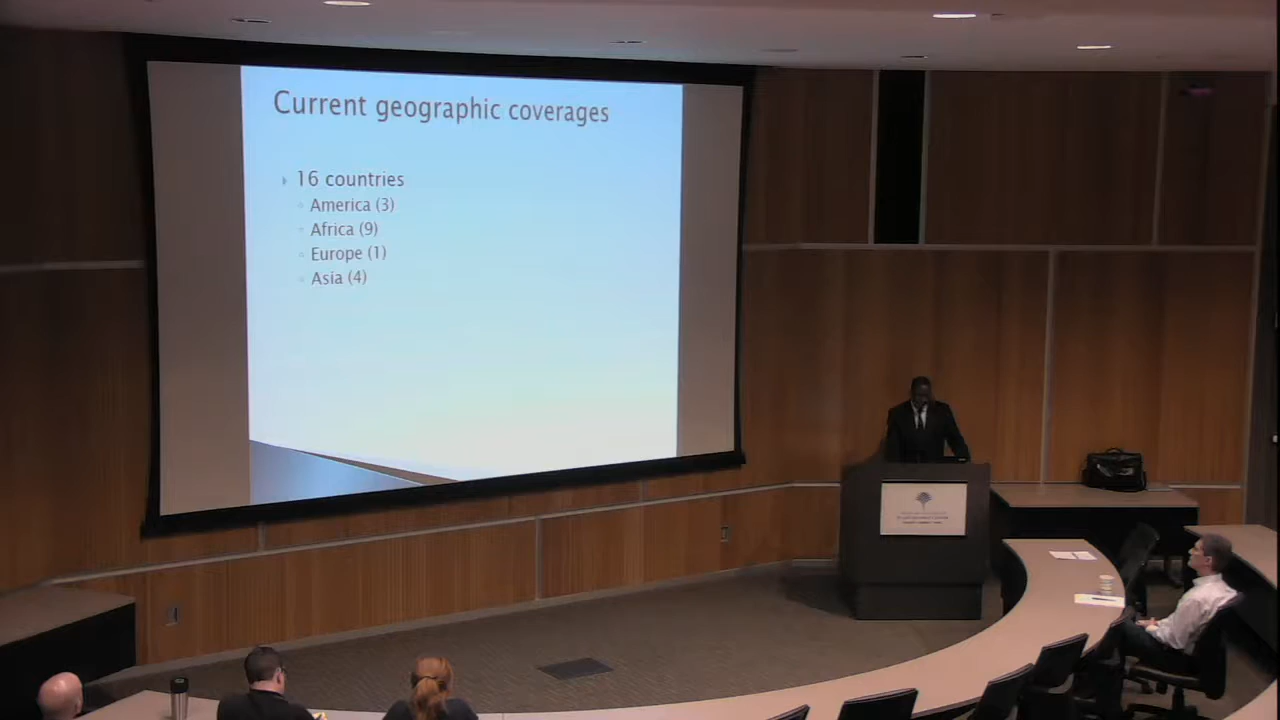 Current geographic coverages
16 countries
America (3)
Africa (9)
Europe (1)
Asia (4)